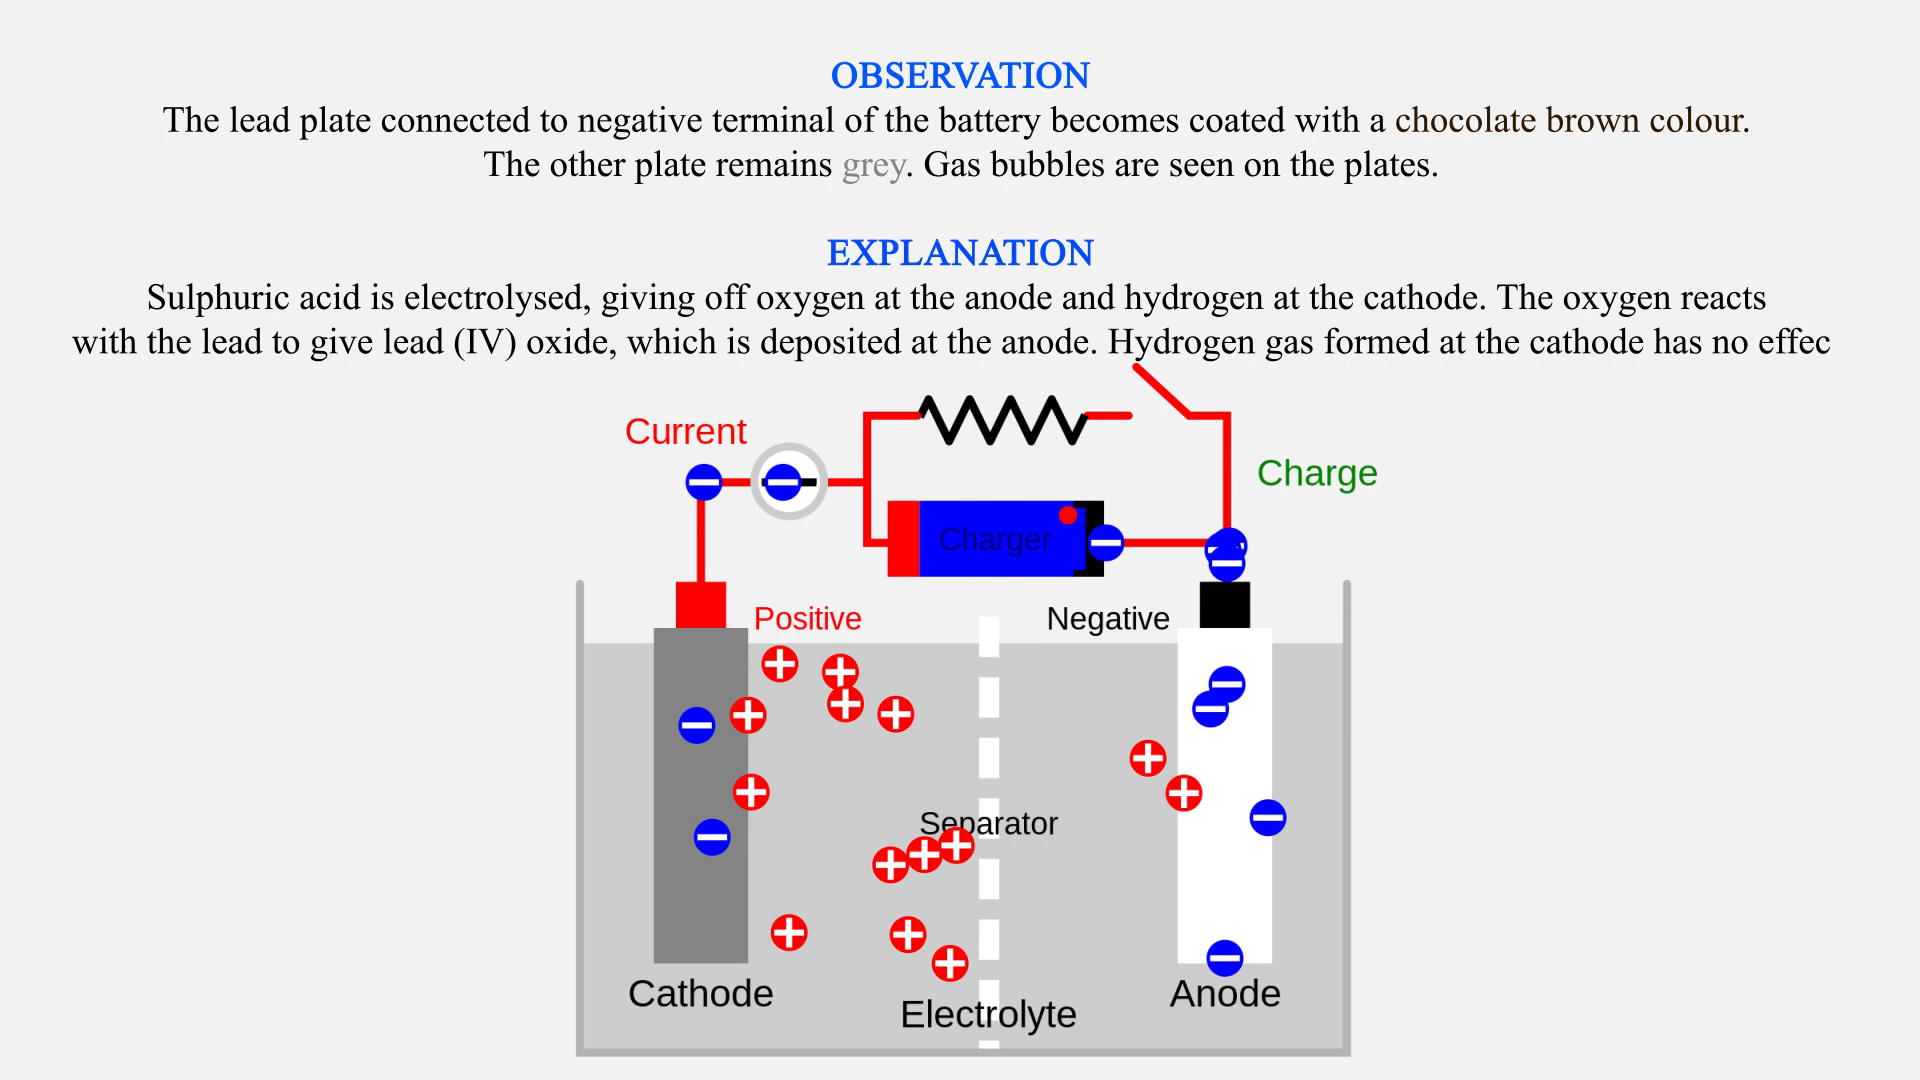 OBSERVATION
The lead plate connected to negative terminal of the battery becomes coated with a chocolate brown colour.
The other plate remains grey. Gas bubbles are seen on the plates.
EXPLANATION
Sulphuric acid is electrolysed, giving off oxygen at the anode and hydrogen at the cathode. The oxygen reacts
with the lead to give lead (IV) oxide, which is deposited at the anode. Hydrogen gas formed at the cathode has no effec
Current
Charge
Charger
Positive
Negative
Separator
Cathode
Anode
Electrolyte